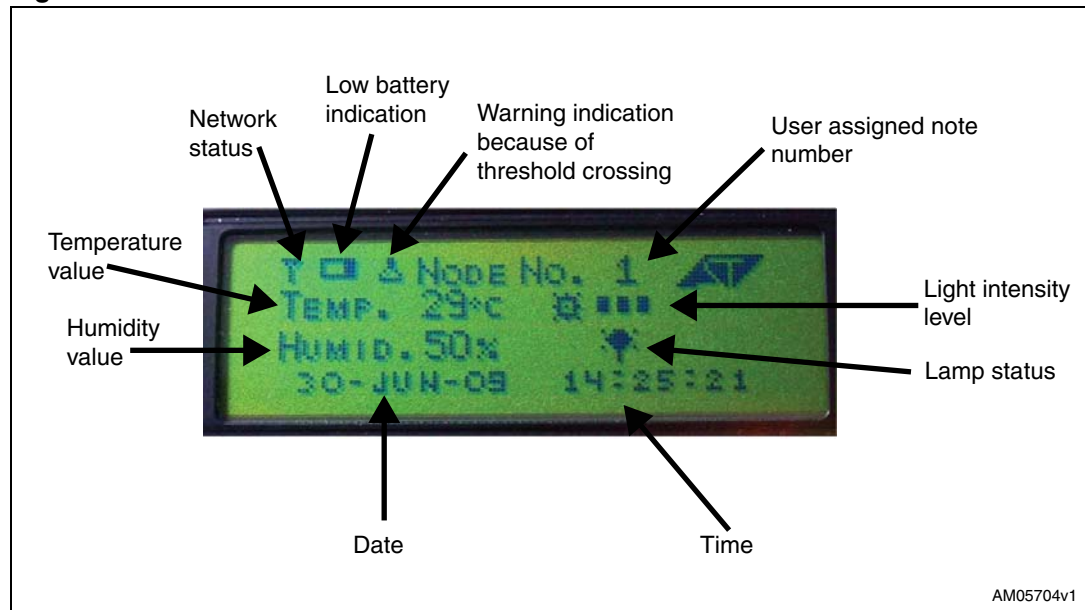 Low battery
indication
Network
status
Warning indication
because of
threshold crossing
User assigned note
number
Temperature
value
Humidity
value
NODE NO. 1
TEMP. 29°C
HUMID. 50%
30-JUN-09 14:25:21
Light intensity
level
Lamp status
Date
Time
AM05704v1